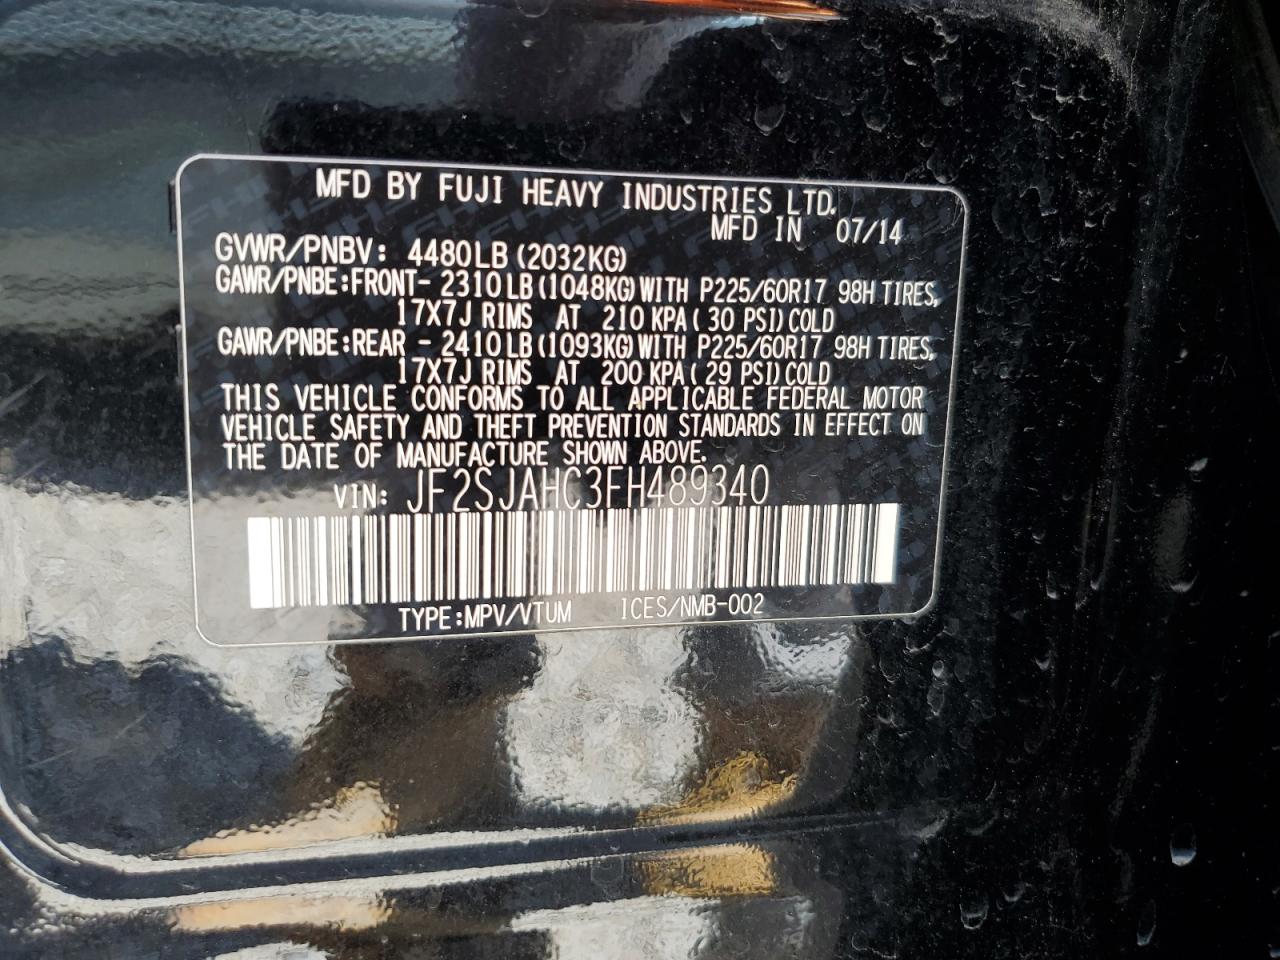 MFD BY FUJI HEAVY INDUSTRIES LTD.
MFD IN 07/14
GVWR/PNBV: 4480LB (2032KG)
GAWR/PNBE:FRONT- 2310LB(1048KG)WITH P225/60R17 98H TIRES,
17X7J RIMS AT 210 KPA( 30 PSI)COLD
GAWR/PNBE:REAR - 2410LB(1093KG)WITH P225/60R17 98H TIRES,
17X7J RIMS AT 200 KPA( 29 PSI)COLD
THIS VEHICLE CONFORMS TO ALL APPLICABLE FEDERAL MOTOR
VEHICLE SAFETY AND THEFT PREVENTION STANDARDS IN EFFECT ON
THE DATE OF MANUFACTURE SHOWN ABOVE.
VIN: JF2SJAHC3FH489340
TYPE:MPV/VTUM ICES/NMB-002